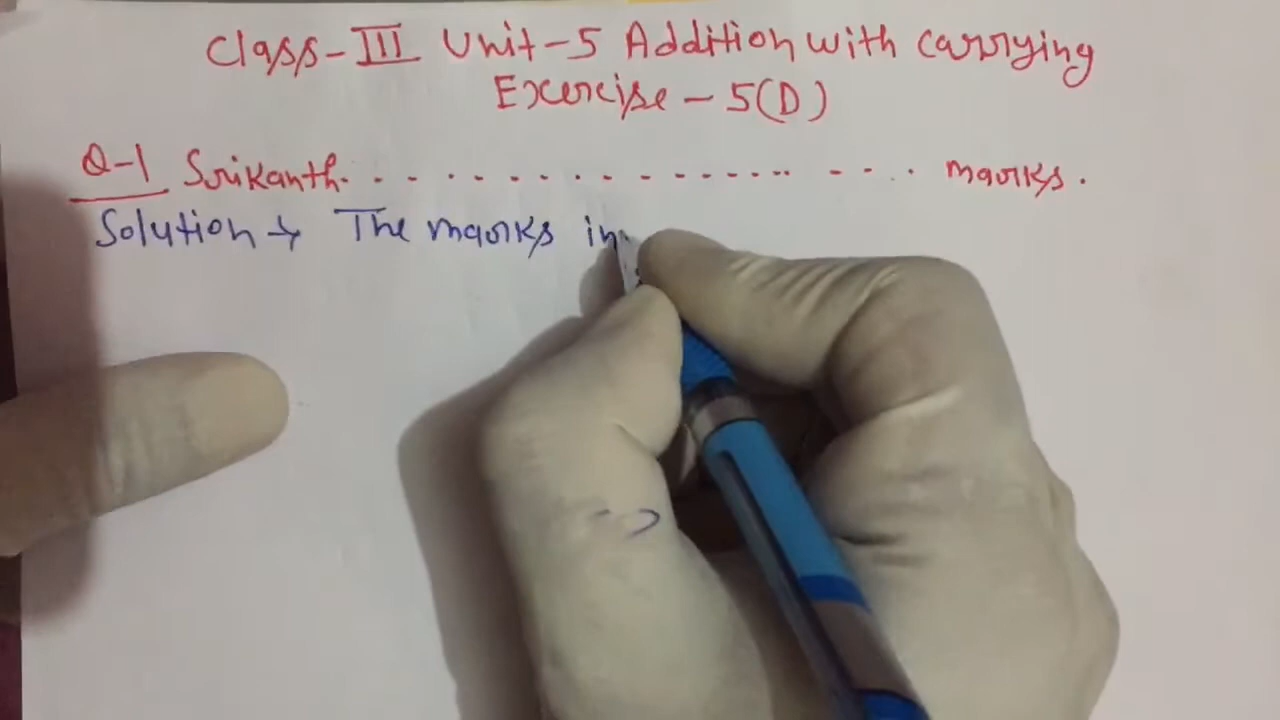 Class-III Unit-5 Addition with carrying
Exercise - 5(D)
Q-1 Srikanth. . . . . . . . . . . . . . . . . . . . marks.
Solution → The marks in